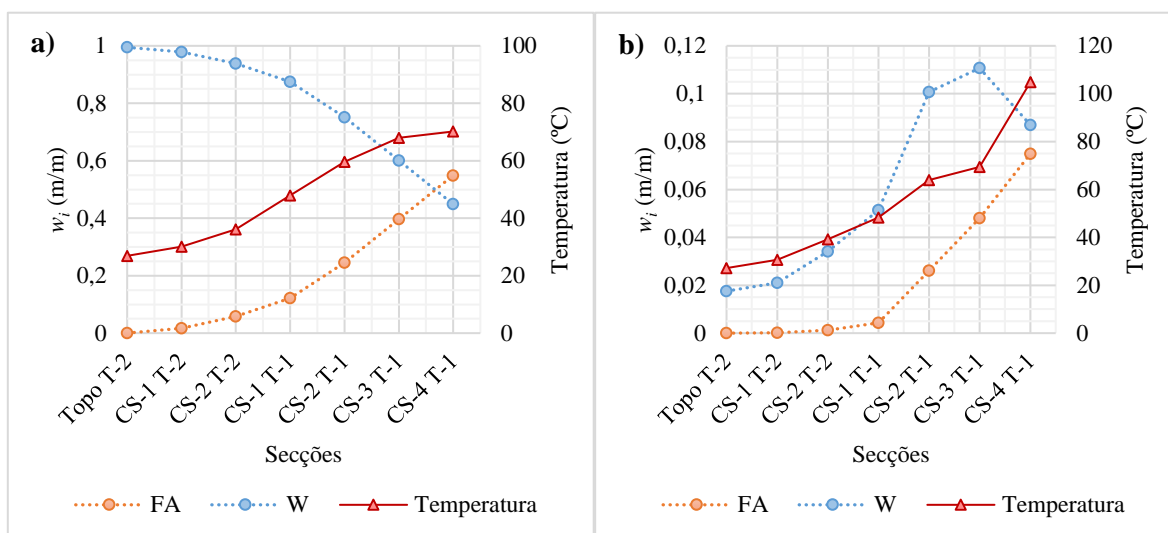 a)
1
0,8
0,6
0,4
0,2
0
wi (m/m)
100
80
60
40
20
0
Temperatura (ºC)
Topo T-2
CS-1 T-2
CS-2 T-2
CS-1 T-1
CS-2 T-1
CS-3 T-1
CS-4 T-1
Secções
FA W Temperatura
b)
0,12
0,1
0,08
0,06
0,04
0,02
0
wi (m/m)
120
100
80
60
40
20
0
Temperatura (ºC)
Topo T-2
CS-1 T-2
CS-2 T-2
CS-1 T-1
CS-2 T-1
CS-3 T-1
CS-4 T-1
Secções
FA W Temperatura